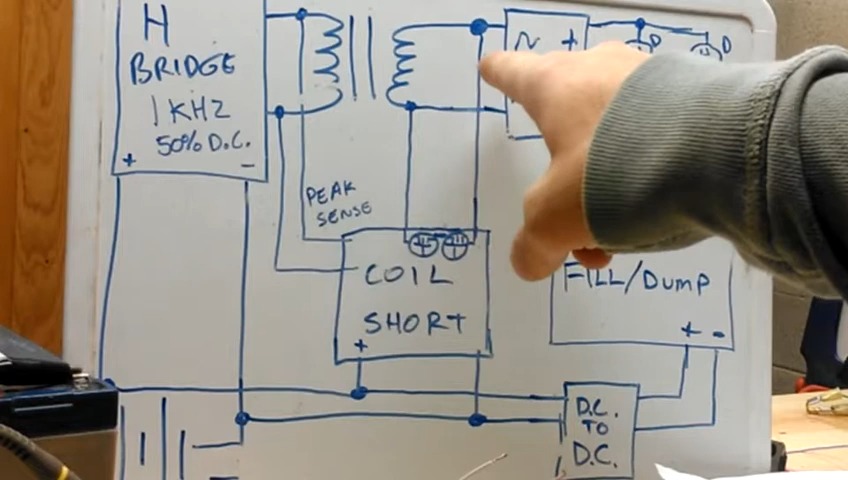 H
BRIDGE
1 KHZ
50% D.C.
+ -
~ +
D D
PEAK
SENSE
COIL
SHORT
+
FILL/DUMP
+ -
D.C.
TO
D.C.